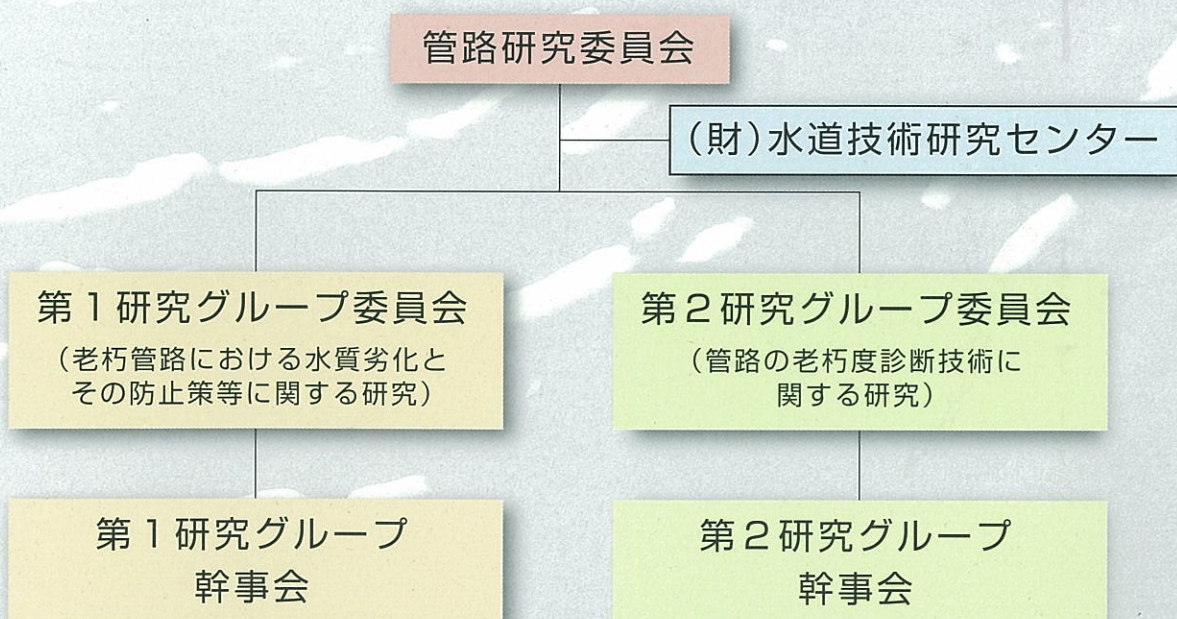 管路研究委員会
(財)水道技術研究センター
第1研究グループ委員会
(老朽管路における水質劣化と
その防止策等に関する研究)
第2研究グループ委員会
(管路の老朽度診断技術に
関する研究)
第1研究グループ
幹事会
第2研究グループ
幹事会